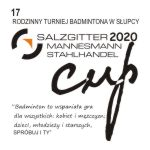 17
RODZINNY TURNIEJ BADMINTONA W SŁUPCY
SALZGITTER 2020
MANNESMANN
STAHLHANDEL
cup
"Badminton to wspaniała gra
dla wszystkich: kobiet i mężczyzn,
dzieci, młodzieży i starszych,
SPRÓBUJ I TY"